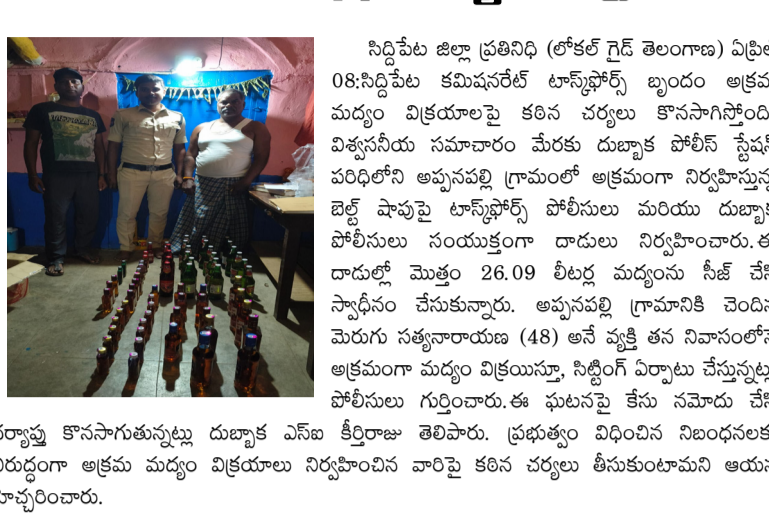 సిద్దిపేట జిల్లా ప్రతినిధి (లోకల్ గైడ్ తెలంగాణ) ఏప్రిల్
08:సిద్దిపేట కమిషనరేట్ టాస్క్‌ఫోర్స్ బృందం అక్రమ
మద్యం విక్రయాలపై కఠిన చర్యలు కొనసాగిస్తోంది
విశ్వసనీయ సమాచారం మేరకు దుబ్బాక పోలీస్ స్టేషన్
పరిధిలోని అప్పనపల్లి గ్రామంలో అక్రమంగా నిర్వహిస్తున్న
బెల్ట్ షాపుపై టాస్క్‌ఫోర్స్ పోలీసులు మరియు దుబ్బాక
పోలీసులు సంయుక్తంగా దాడులు నిర్వహించారు.ఈ
దాడుల్లో మొత్తం 26.09 లీటర్ల మద్యంను సీజ్ చేసి
స్వాధీనం చేసుకున్నారు. అప్పనపల్లి గ్రామానికి చెందిన
మెరుగు సత్యనారాయణ (48) అనే వ్యక్తి తన నివాసంలోనే
అక్రమంగా మద్యం విక్రయిస్తూ, సిట్టింగ్ ఏర్పాటు చేస్తున్నట్లు
పోలీసులు గుర్తించారు.ఈ ఘటనపై కేసు నమోదు చేసి
దర్యాప్తు కొనసాగుతున్నట్లు దుబ్బాక ఎస్ఐ కీర్తిరాజు తెలిపారు. ప్రభుత్వం విధించిన నిబంధనలకు
విరుద్ధంగా అక్రమ మద్యం విక్రయాలు నిర్వహించిన వారిపై కఠిన చర్యలు తీసుకుంటామని ఆయన
హెచ్చరించారు.